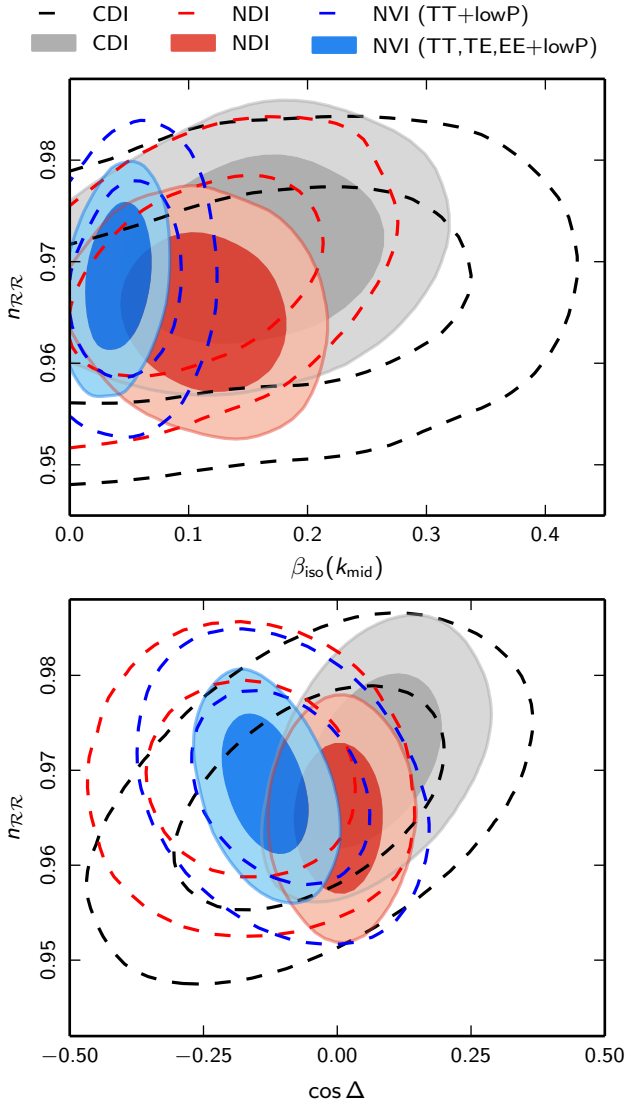 CDI NDI NVI (TT+lowP)
CDI NDI NVI (TT,TE,EE+lowP)
0.98
0.97
0.96
0.95
n_ℛℛ
0.0 0.1 0.2 0.3 0.4
β_iso(k_mid)
0.98
0.97
0.96
0.95
n_ℛℛ
−0.50 −0.25 0.00 0.25 0.50
cos Δ